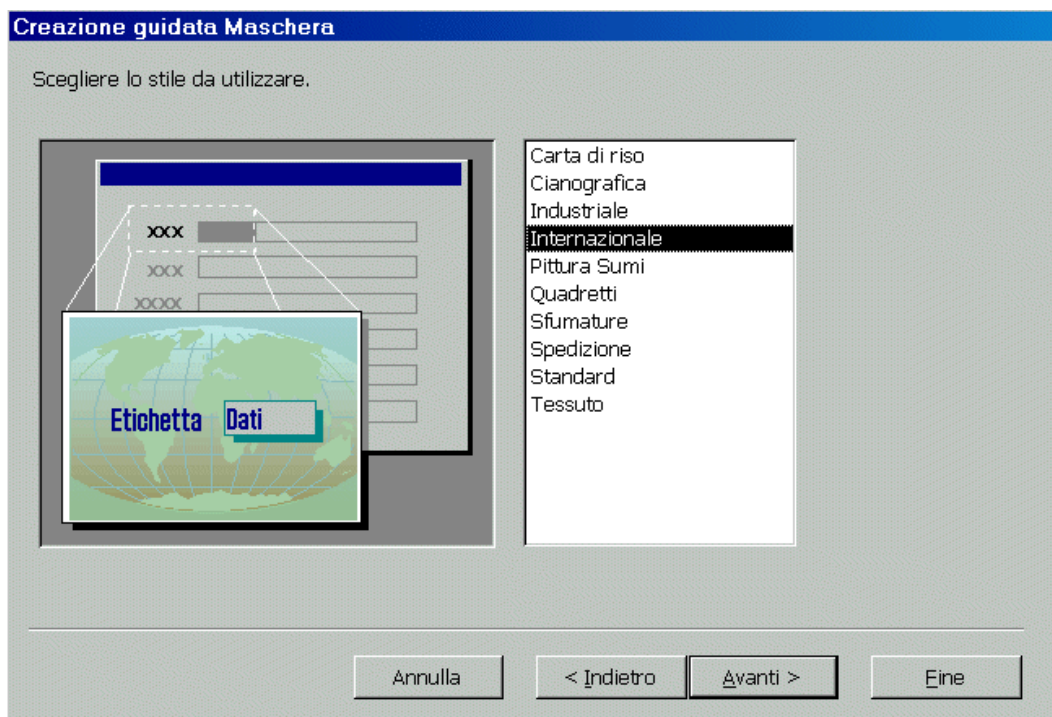 Creazione guidata Maschera
Scegliere lo stile da utilizzare.
xxx
xxx
xxxx
Etichetta Dati
Carta di riso
Cianografica
Industriale
Internazionale
Pittura Sumi
Quadretti
Sfumature
Spedizione
Standard
Tessuto
Annulla
< Indietro
Avanti >
Fine